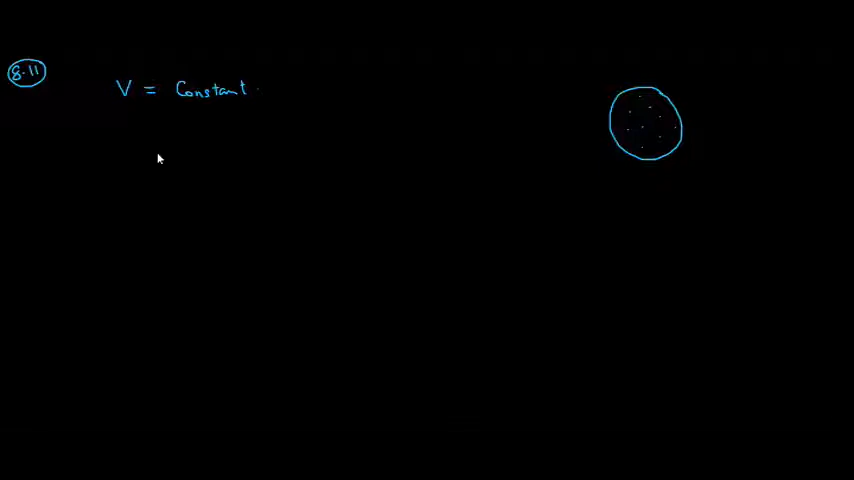 8.11
V = Constant